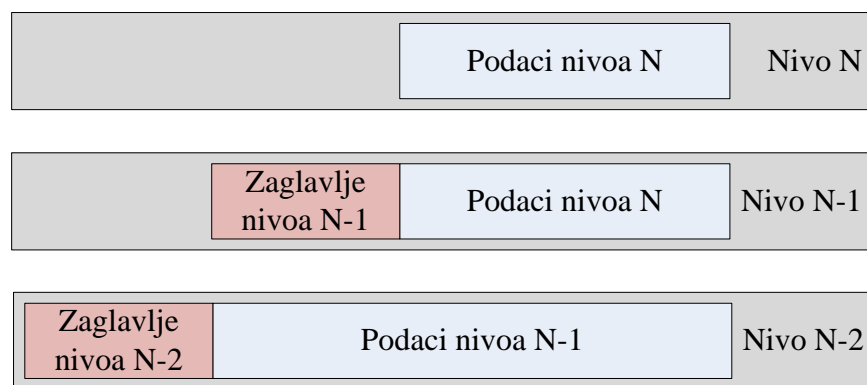 Podaci nivoa N
Nivo N
Zaglavlje
nivoa N-1
Podaci nivoa N
Nivo N-1
Zaglavlje
nivoa N-2
Podaci nivoa N-1
Nivo N-2